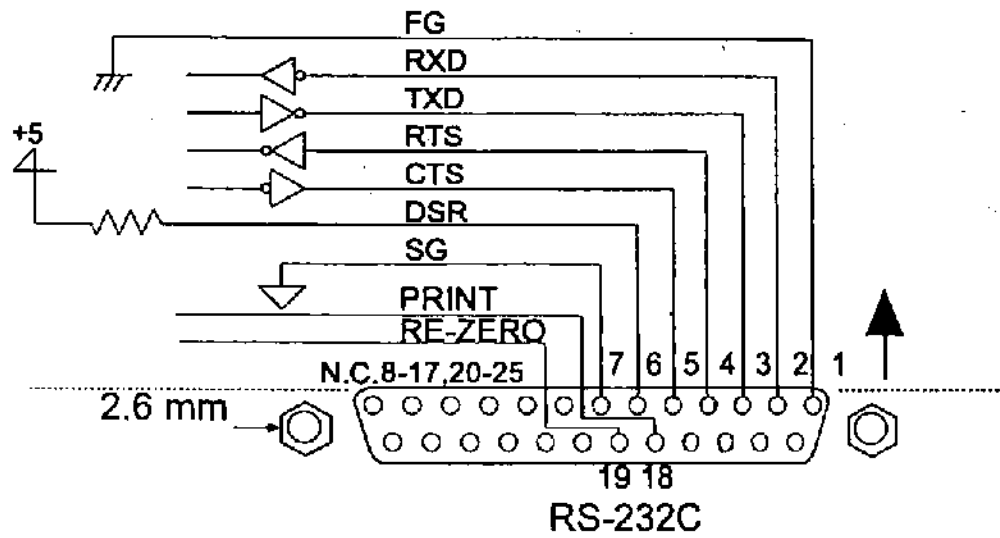 FG
RXD
TXD
+5
RTS
CTS
DSR
SG
PRINT
RE-ZERO
N.C.8-17,20-25
7 6 5 4 3 2 1
2.6 mm
19 18
RS-232C